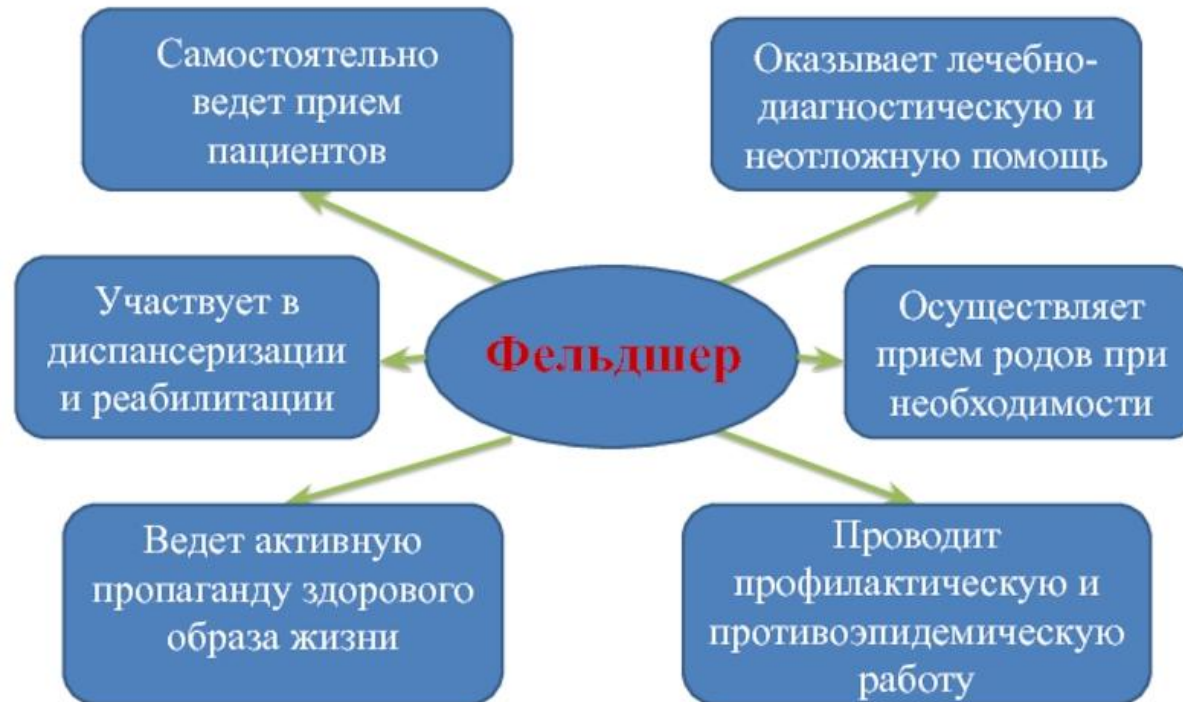 Самостоятельно
ведет прием
пациентов
Оказывает лечебно-
диагностическую и
неотложную помощь
Участвует в
диспансеризации
и реабилитации
Фельдшер
Осуществляет
прием родов при
необходимости
Ведет активную
пропаганду здорового
образа жизни
Проводит
профилактическую и
противоэпидемическую
работу